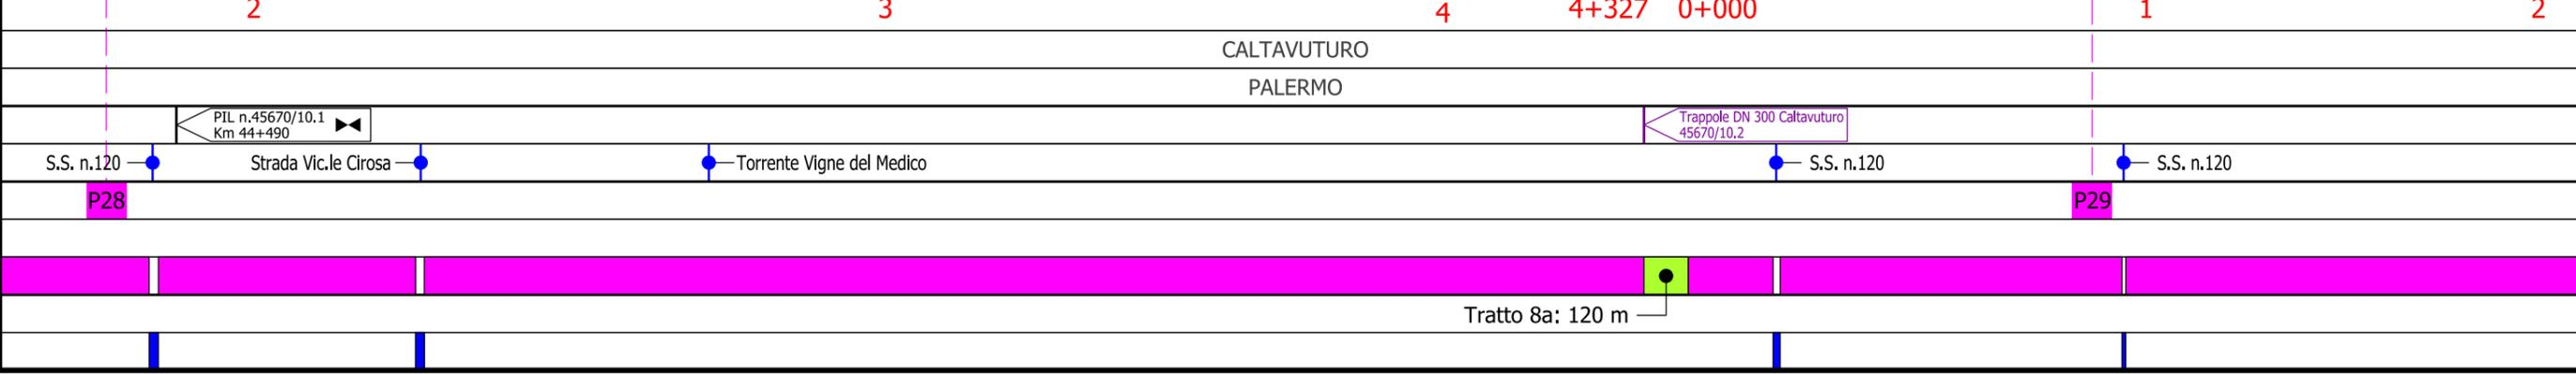 2 3 4 4+327 0+000 1 2
CALTAVUTURO
PALERMO
PIL n.45670/10.1
Km 44+490
Trappole DN 300 Caltavuturo
45670/10.2
S.S. n.120 Strada Vic.le Cirosa Torrente Vigne del Medico S.S. n.120 S.S. n.120
P28 P29
Tratto 8a: 120 m